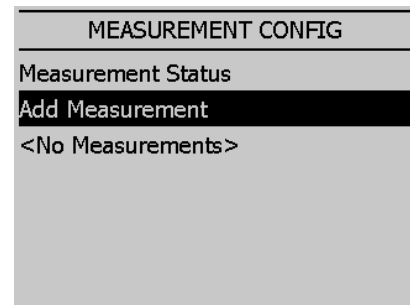 MEASUREMENT CONFIG
Measurement Status
Add Measurement
<No Measurements>